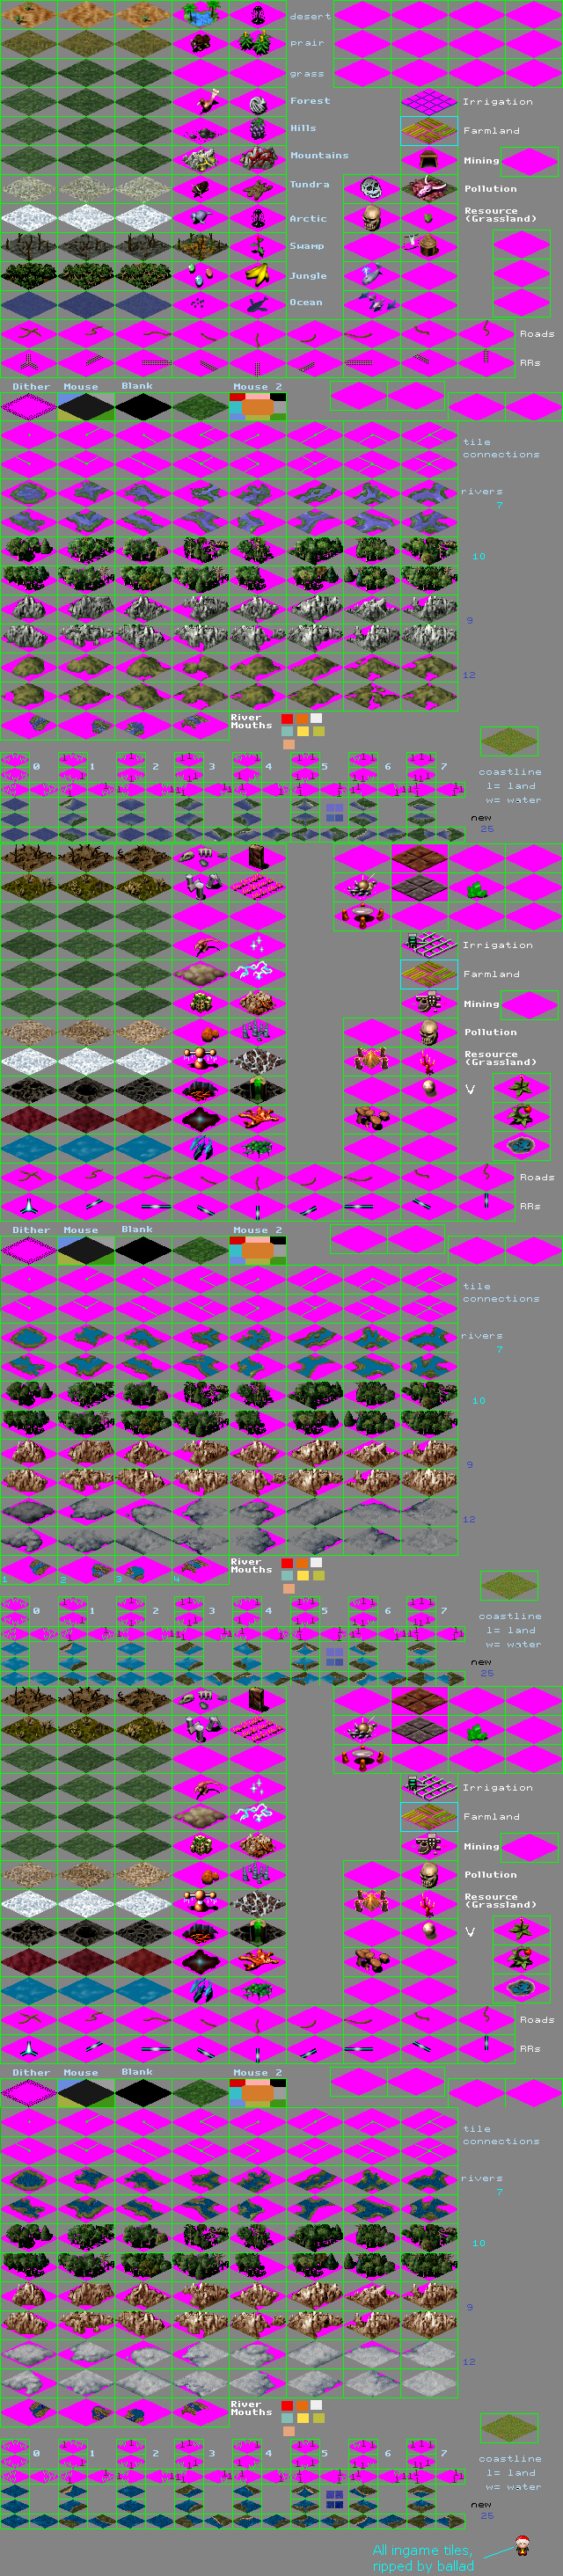 desert
prair
grass
Forest
Irrigation
Hills
Farmland
Mountains
Mining
Tundra
Pollution
Arctic
Resource
(Grassland)
Swamp
Jungle
Ocean
Roads
RRs
Dither Mouse Blank Mouse 2
tile
connections
rivers
7
10
9
12
River
Mouths
0 1 2 3 4 5 6 7
coastline
l= land
w= water
new
25
Irrigation
Farmland
Mining
Pollution
Resource
(Grassland)
V
Roads
RRs
Dither Mouse Blank Mouse 2
tile
connections
rivers
7
10
9
12
1 2 3 4
River
Mouths
0 1 2 3 4 5 6 7
coastline
l= land
w= water
new
25
Irrigation
Farmland
Mining
Pollution
Resource
(Grassland)
V
Roads
RRs
Dither Mouse Blank Mouse 2
tile
connections
rivers
7
10
9
12
River
Mouths
0 1 2 3 4 5 6 7
coastline
l= land
w= water
new
25
All ingame tiles,
ripped by ballad